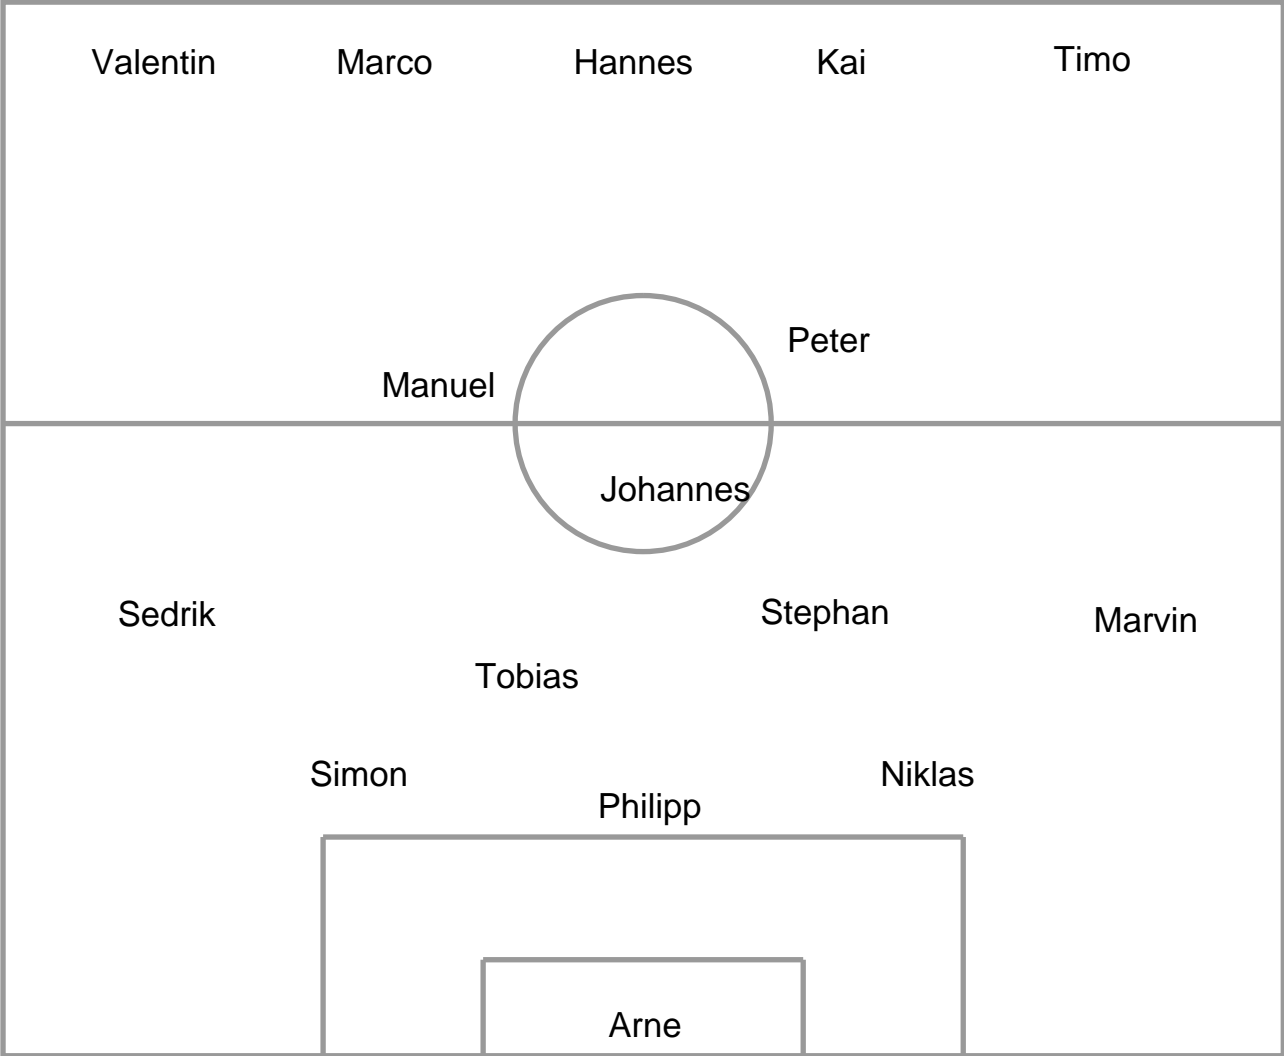 Valentin Marco Hannes Kai Timo
Peter
Manuel
Johannes
Sedrik Stephan Marvin
Tobias
Simon Niklas
Philipp
Arne